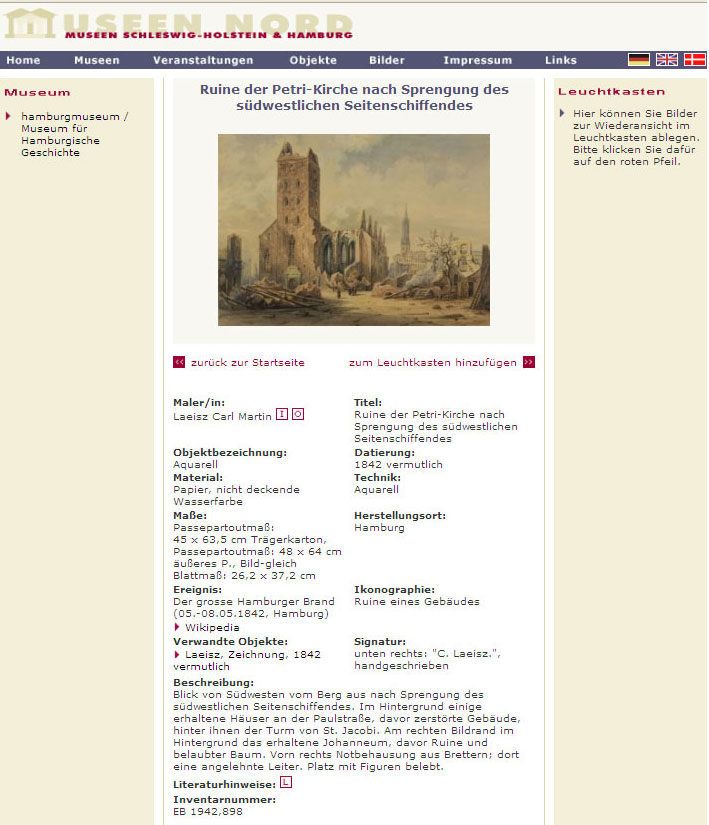 USEEN NORD
MUSEEN SCHLESWIG-HOLSTEIN & HAMBURG
Home Museen Veranstaltungen Objekte Bilder Impressum Links
Museum
hamburgmuseum /
Museum für
Hamburgische
Geschichte
Ruine der Petri-Kirche nach Sprengung des
südwestlichen Seitenschiffendes
Leuchtkasten
Hier können Sie Bilder
zur Wiederansicht im
Leuchtkasten ablegen.
Bitte klicken Sie dafür
auf den roten Pfeil.
<< zurück zur Startseite
zum Leuchtkasten hinzufügen >>
Maler/in:
Laeisz Carl Martin I O
Titel:
Ruine der Petri-Kirche nach
Sprengung des südwestlichen
Seitenschiffendes
Objektbezeichnung:
Aquarell
Datierung:
1842 vermutlich
Material:
Papier, nicht deckende
Wasserfarbe
Technik:
Aquarell
Maße:
Passepartoutmaß:
45 x 63,5 cm Trägerkarton,
Passepartoutmaß: 48 x 64 cm
äußeres P., Bild-gleich
Blattmaß: 26,2 x 37,2 cm
Herstellungsort:
Hamburg
Ereignis:
Der grosse Hamburger Brand
(05.-08.05.1842, Hamburg)
Wikipedia
Ikonographie:
Ruine eines Gebäudes
Verwandte Objekte:
Laeisz, Zeichnung, 1842
vermutlich
Signatur:
unten rechts: "C. Laeisz.",
handgeschrieben
Beschreibung:
Blick von Südwesten vom Berg aus nach Sprengung des
südwestlichen Seitenschiffendes. Im Hintergrund einige
erhaltene Häuser an der Paulstraße, davor zerstörte Gebäude,
hinter ihnen der Turm von St. Jacobi. Am rechten Bildrand im
Hintergrund das erhaltene Johanneum, davor Ruine und
belaubter Baum. Vorn rechts Notbehausung aus Brettern; dort
eine angelehnte Leiter. Platz mit Figuren belebt.
Literaturhinweise: L
Inventarnummer:
EB 1942,898